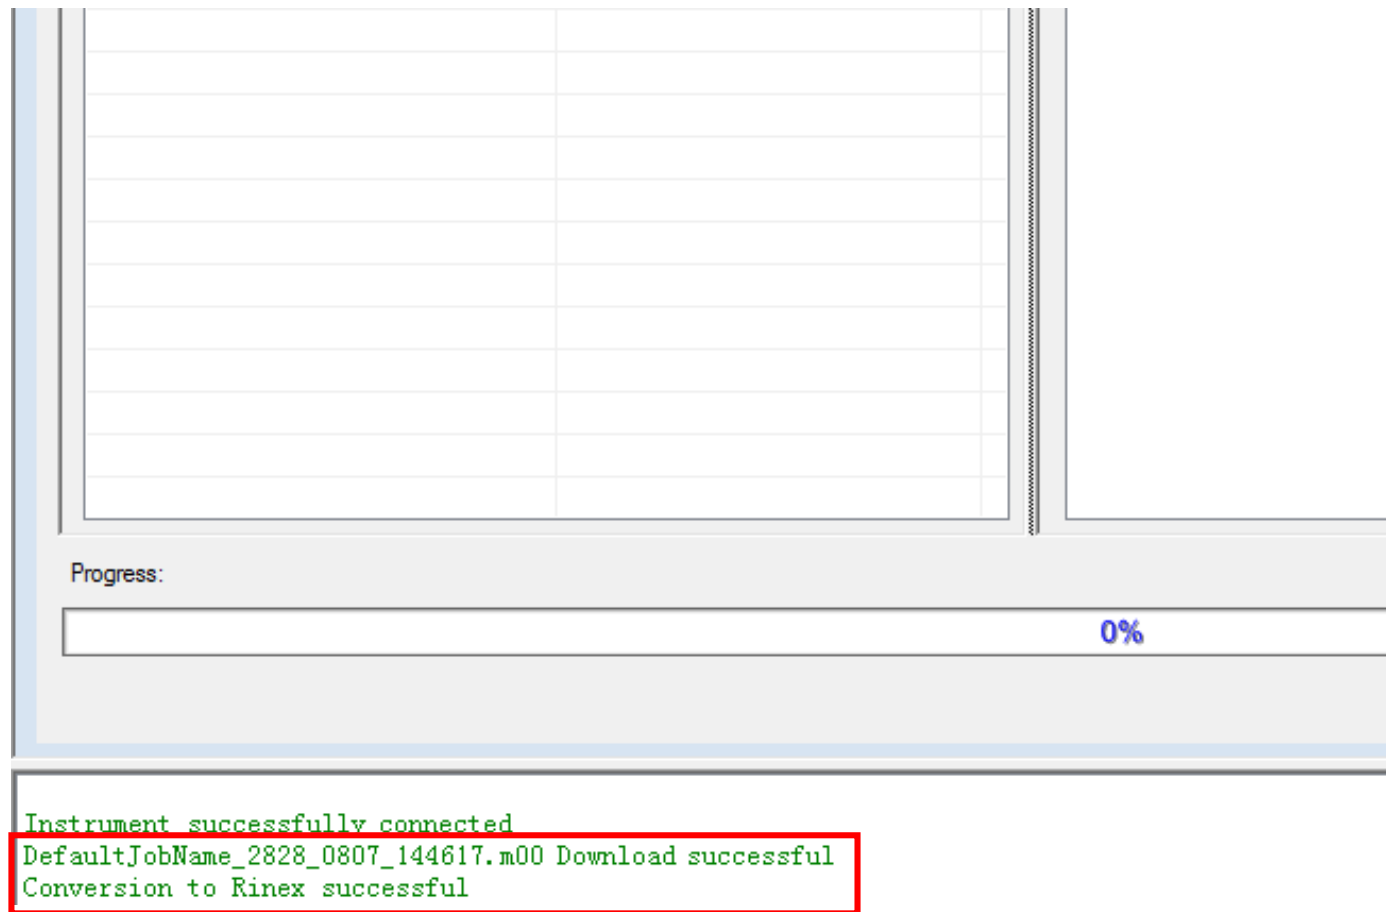 Progress:
0%
Instrument successfully connected
DefaultJobName_2828_0807_144617.m00 Download successful
Conversion to Rinex successful